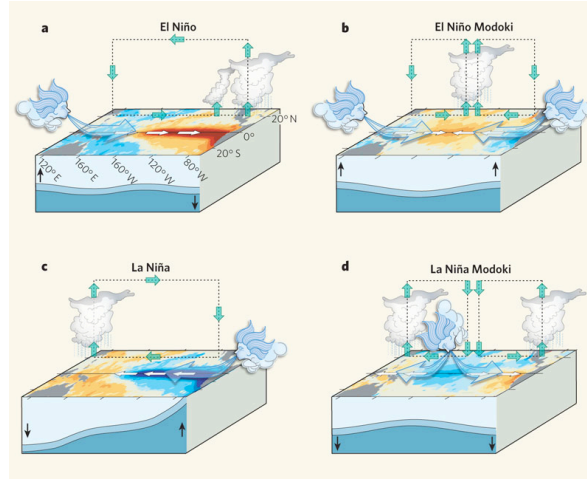 a
El Niño
b
El Niño Modoki
20° N
0°
20° S
120° E
160° E
160° W
120° W
80° W
c
La Niña
d
La Niña Modoki